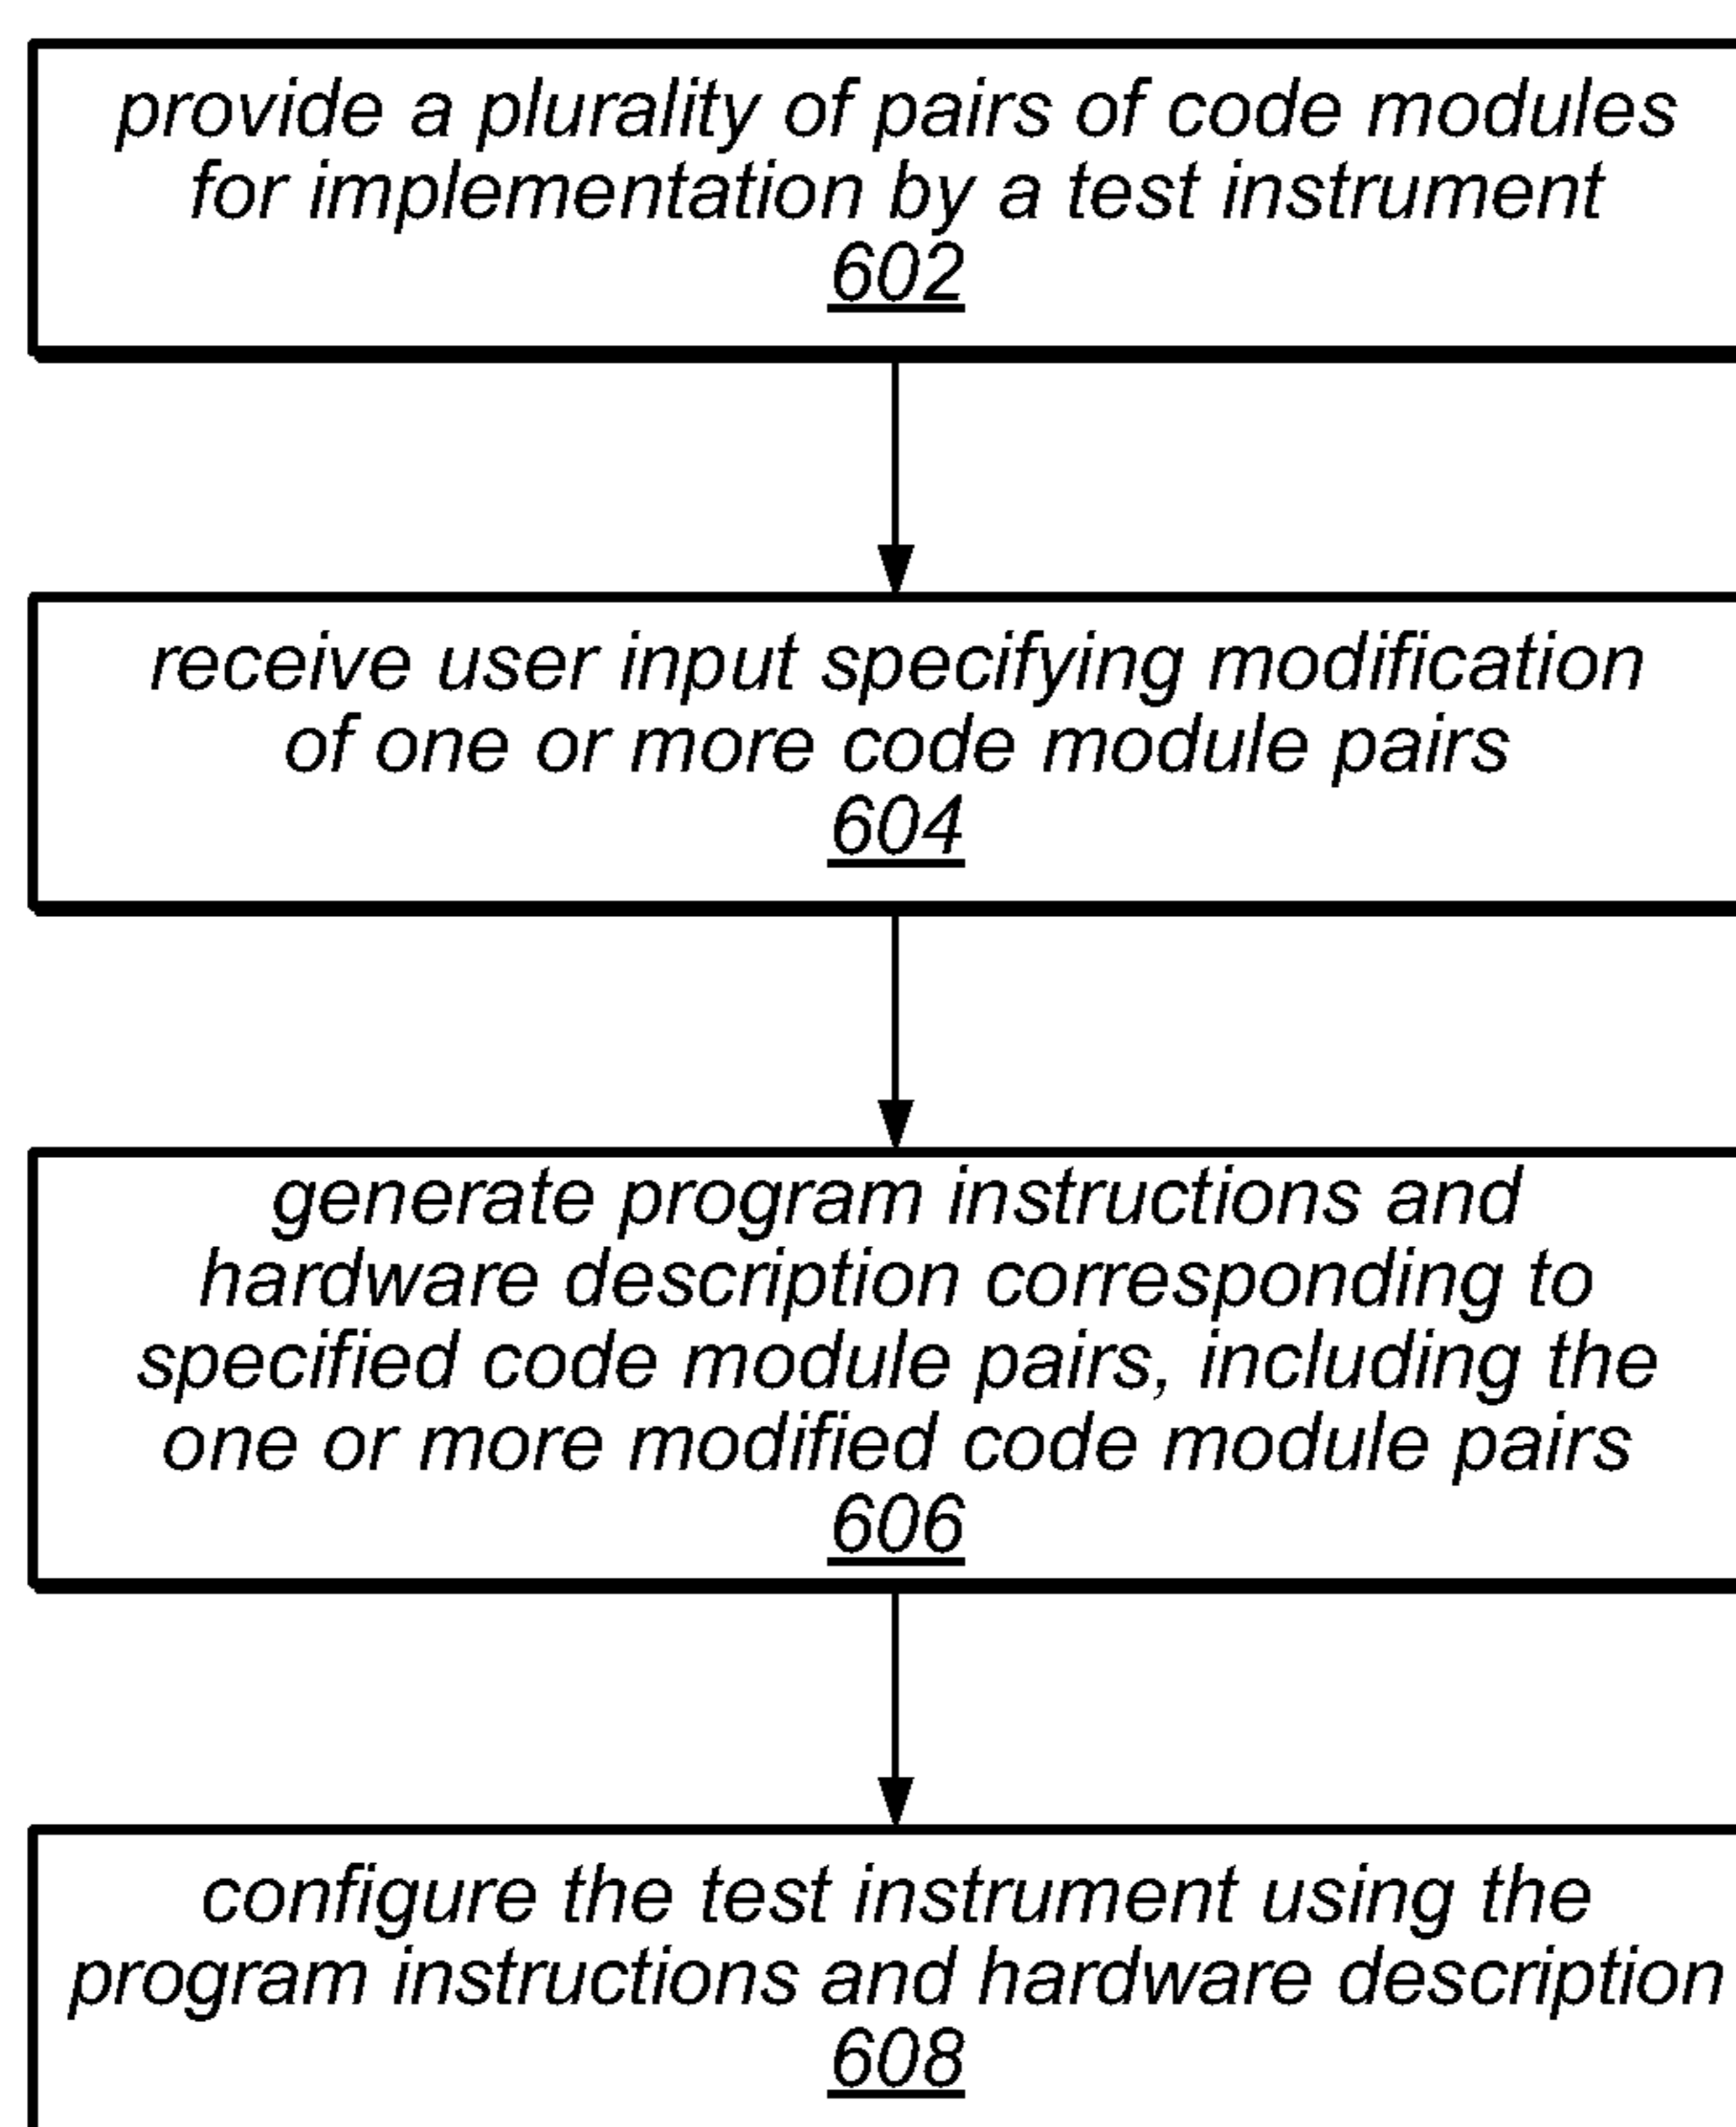 provide a plurality of pairs of code modules
for implementation by a test instrument
602
receive user input specifying modification
of one or more code module pairs
604
generate program instructions and
hardware description corresponding to
specified code module pairs, including the
one or more modified code module pairs
606
configure the test instrument using the
program instructions and hardware description
608